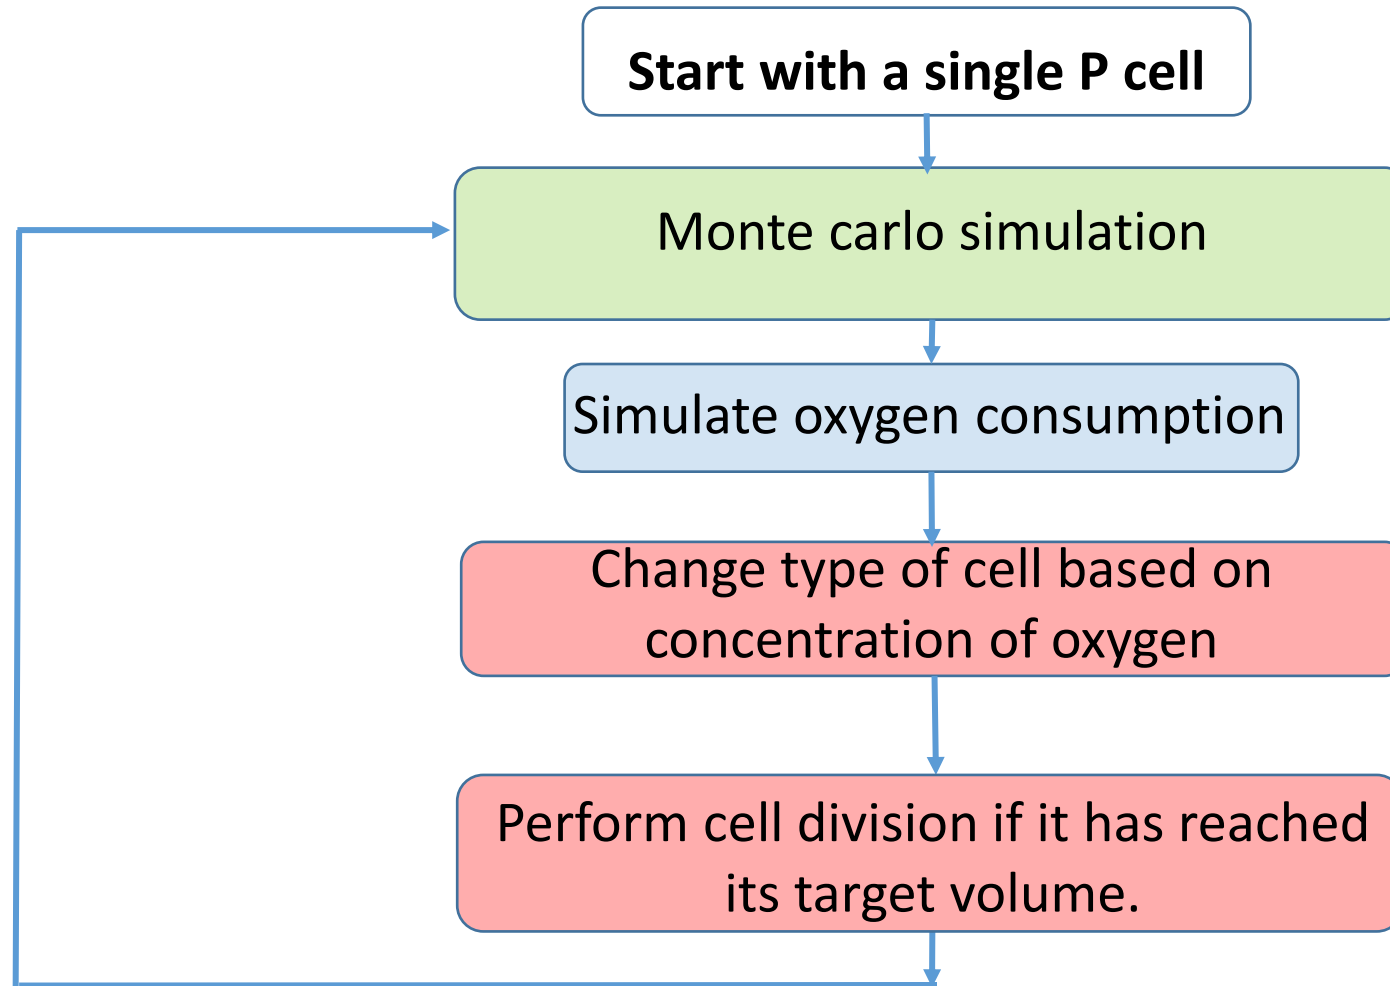 Start with a single P cell
Monte carlo simulation
Simulate oxygen consumption
Change type of cell based on
concentration of oxygen
Perform cell division if it has reached
its target volume.